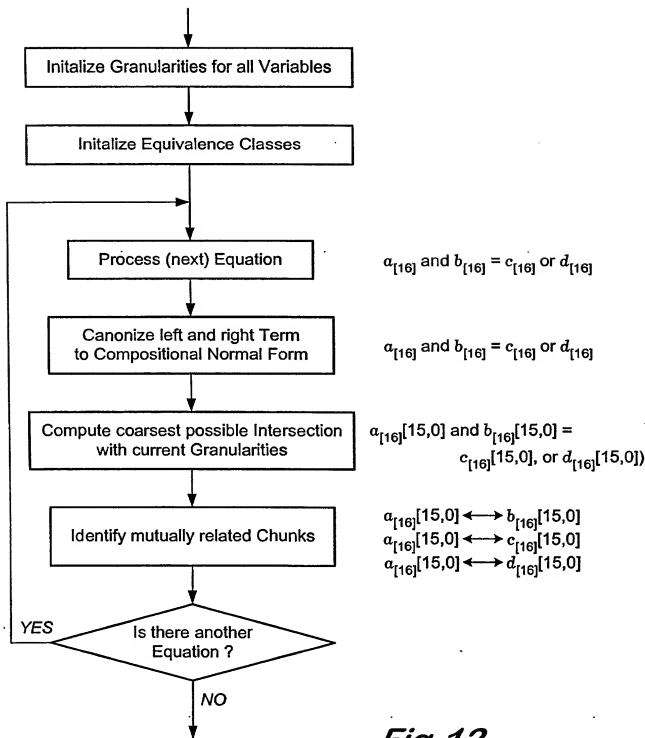 Initalize Granularities for all Variables
Initalize Equivalence Classes
Process (next) Equation
a[16] and b[16] = c[16] or d[16]
Canonize left and right Term
to Compositional Normal Form
a[16] and b[16] = c[16] or d[16]
Compute coarsest possible Intersection
with current Granularities
a[16][15,0] and b[16][15,0] =
c[16][15,0], or d[16][15,0])
Identify mutually related Chunks
a[16][15,0] ↔ b[16][15,0]
a[16][15,0] ↔ c[16][15,0]
a[16][15,0] ↔ d[16][15,0]
YES
Is there another
Equation ?
NO
Fig 12